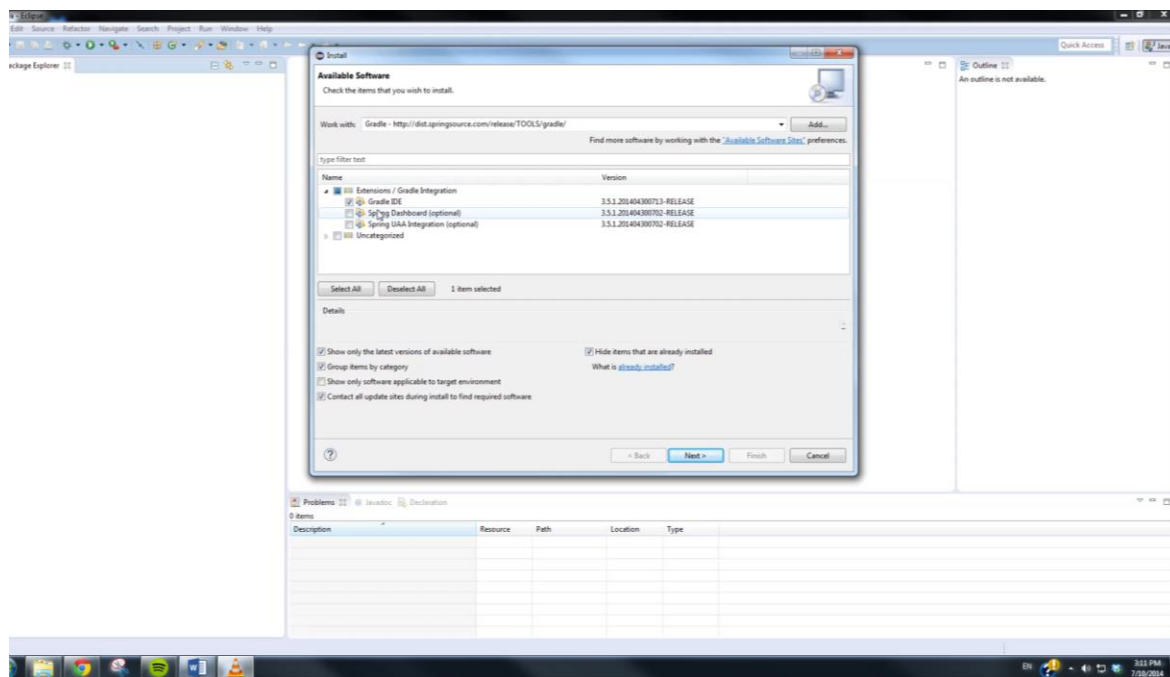 - Eclipse
Edit Source Refactor Navigate Search Project Run Window Help
Quick Access
Java
ackage Explorer
Install
Available Software
Check the items that you wish to install.
Work with: Gradle - http://dist.springsource.com/release/TOOLS/gradle/ Add...
Find more software by working with the "Available Software Sites" preferences.
type filter text
Name Version
Extensions / Gradle Integration
Gradle IDE 3.5.1.201404300713-RELEASE
Spring Dashboard (optional) 3.5.1.201404300702-RELEASE
Spring UAA Integration (optional) 3.5.1.201404300702-RELEASE
Uncategorized
Select All Deselect All 1 item selected
Details
Show only the latest versions of available software Hide items that are already installed
Group items by category What is already installed?
Show only software applicable to target environment
Contact all update sites during install to find required software
< Back Next > Finish Cancel
Outline
An outline is not available.
Problems Javadoc Declaration
0 items
Description Resource Path Location Type
EN 3:11 PM
7/10/2014